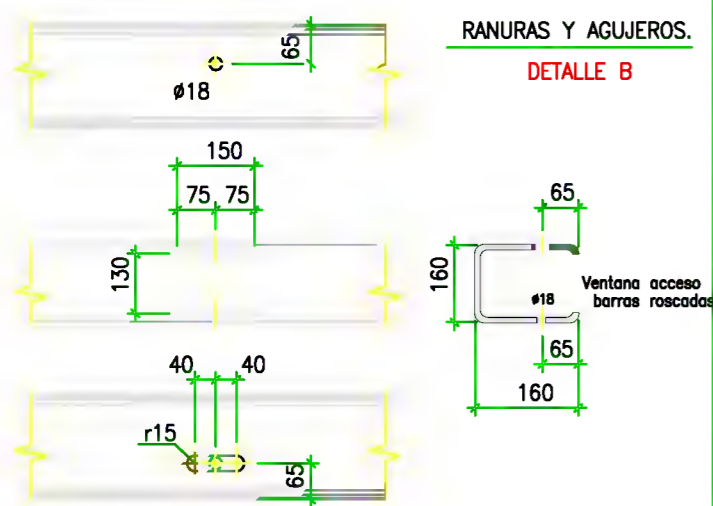 RANURAS Y AGUJEROS.
DETALLE B
65
ø18
150
75 75
130
65
160
ø18
Ventana acceso
barras roscadas
65
160
40 40
r15
65